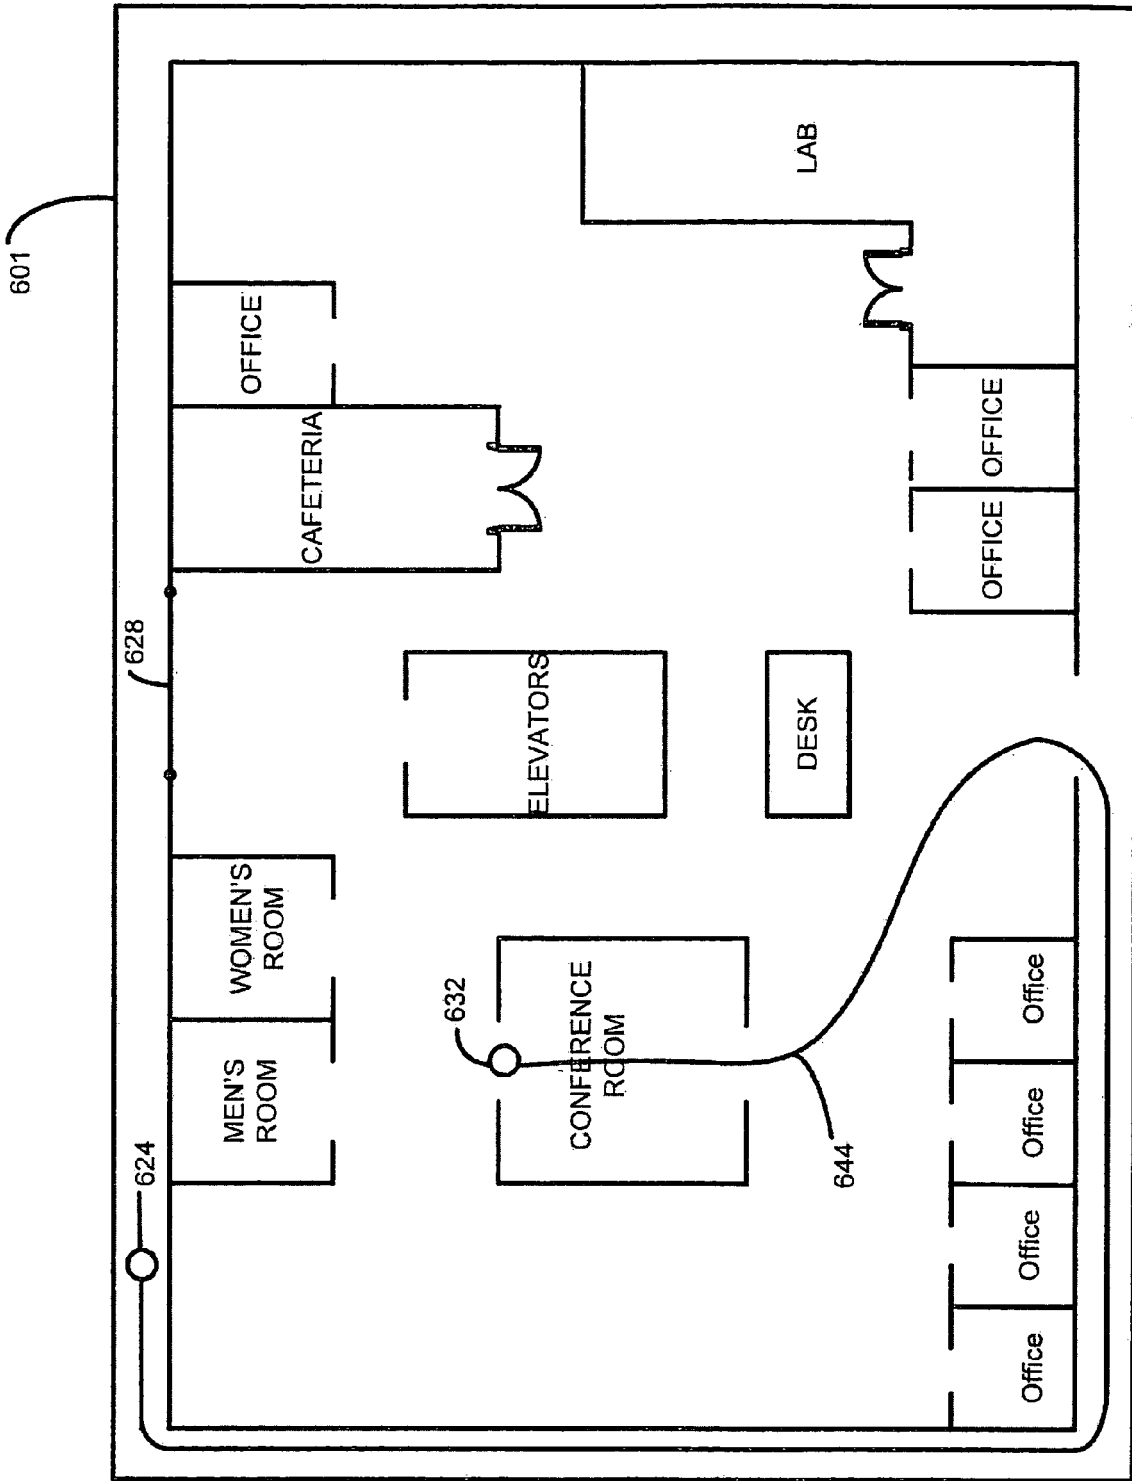 601
628
624
632
644
MEN'S
ROOM
WOMEN'S
ROOM
CAFETERIA
OFFICE
ELEVATORS
CONFERENCE
ROOM
DESK
LAB
Office
Office
Office
Office
OFFICE
OFFICE